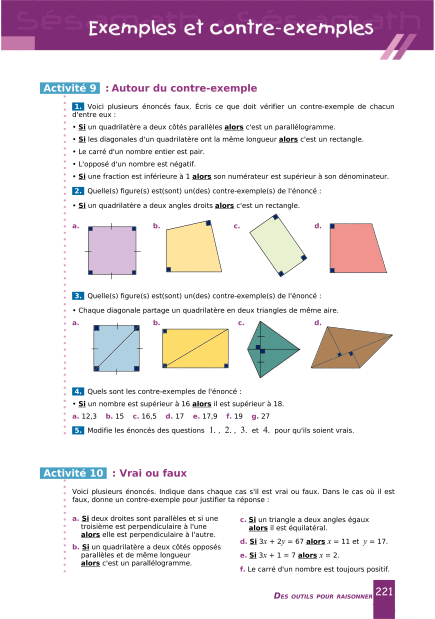 Sésamath Sésamath
Exemples et contre-exemples
Activité 9 : Autour du contre-exemple
1. Voici plusieurs énoncés faux. Écris ce que doit vérifier un contre-exemple de chacun
d'entre eux :
• Si un quadrilatère a deux côtés parallèles alors c'est un parallélogramme.
• Si les diagonales d'un quadrilatère ont la même longueur alors c'est un rectangle.
• Le carré d'un nombre entier est pair.
• L'opposé d'un nombre est négatif.
• Si une fraction est inférieure à 1 alors son numérateur est supérieur à son dénominateur.
2. Quelle(s) figure(s) est(sont) un(des) contre-exemple(s) de l'énoncé :
• Si un quadrilatère a deux angles droits alors c'est un rectangle.
a. b. c. d.
3. Quelle(s) figure(s) est(sont) un(des) contre-exemple(s) de l'énoncé :
• Chaque diagonale partage un quadrilatère en deux triangles de même aire.
a. b. c. d.
4. Quels sont les contre-exemples de l'énoncé :
• Si un nombre est supérieur à 16 alors il est supérieur à 18.
a. 12,3 b. 15 c. 16,5 d. 17 e. 17,9 f. 19 g. 27
5. Modifie les énoncés des questions 1. , 2. , 3. et 4. pour qu'ils soient vrais.
Activité 10 : Vrai ou faux
Voici plusieurs énoncés. Indique dans chaque cas s'il est vrai ou faux. Dans le cas où il est
faux, donne un contre-exemple pour justifier ta réponse :
a. Si deux droites sont parallèles et si une
troisième est perpendiculaire à l'une
alors elle est perpendiculaire à l'autre.
b. Si un quadrilatère a deux côtés opposés
parallèles et de même longueur
alors c'est un parallélogramme.
c. Si un triangle a deux angles égaux
alors il est équilatéral.
d. Si 3x + 2y = 67 alors x = 11 et y = 17.
e. Si 3x + 1 = 7 alors x = 2.
f. Le carré d'un nombre est toujours positif.
DES OUTILS POUR RAISONNER 221